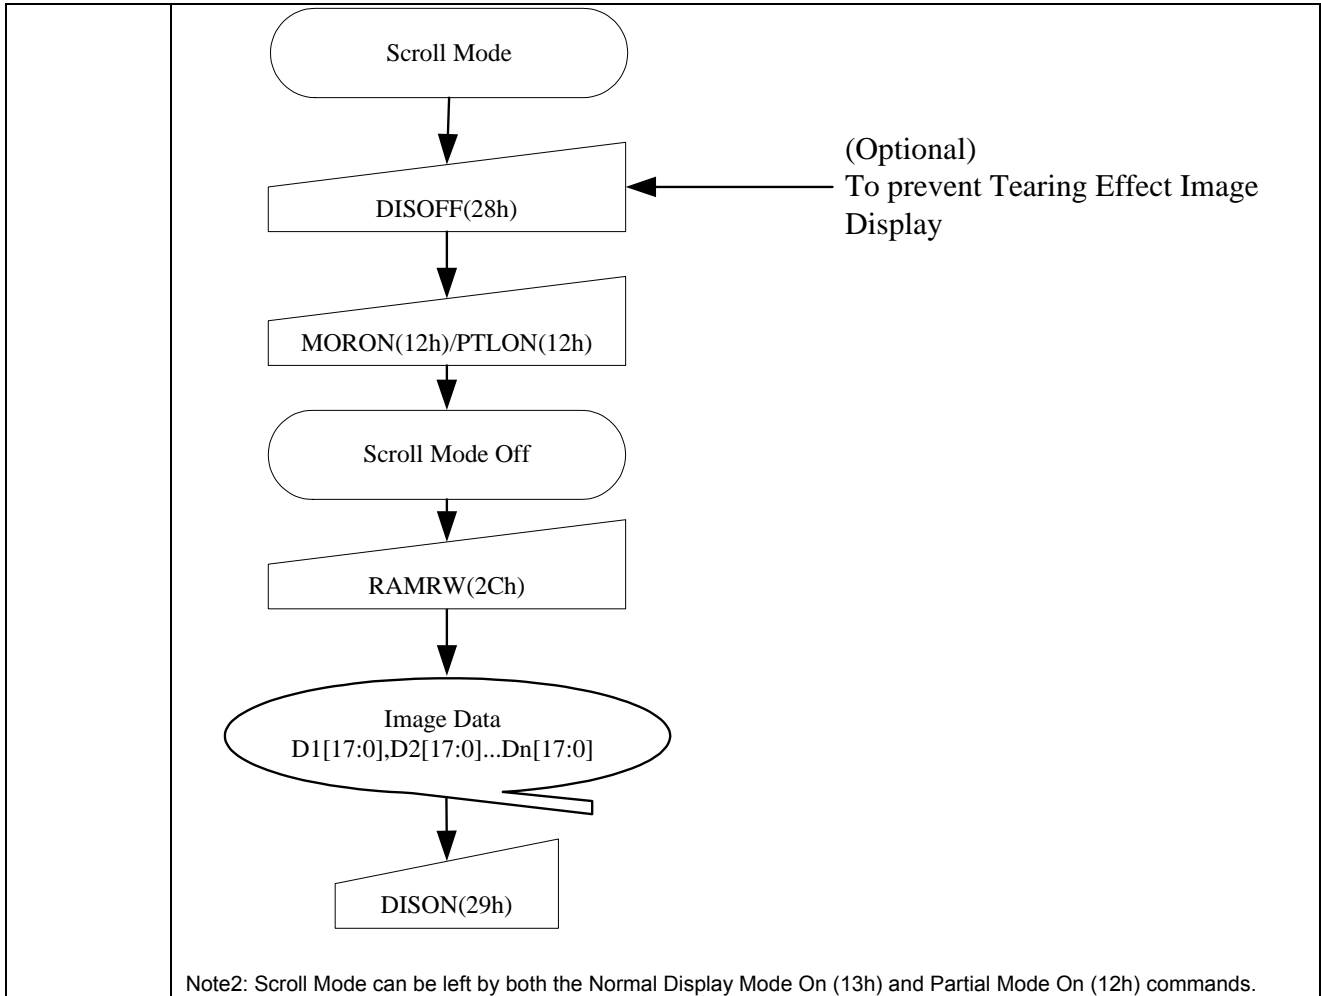 Scroll Mode
(Optional)
To prevent Tearing Effect Image
Display
DISOFF(28h)
MORON(12h)/PTLON(12h)
Scroll Mode Off
RAMRW(2Ch)
Image Data
D1[17:0],D2[17:0]...Dn[17:0]
DISON(29h)
Note2: Scroll Mode can be left by both the Normal Display Mode On (13h) and Partial Mode On (12h) commands.